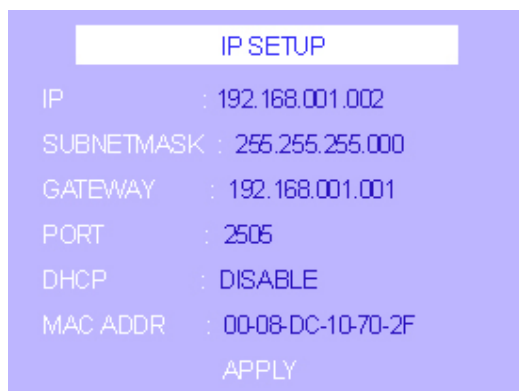 IP SETUP
IP : 192.168.001.002
SUBNETMASK : 255.255.255.000
GATEWAY : 192.168.001.001
PORT : 2505
DHCP : DISABLE
MAC ADDR : 00-08-DC-10-70-2F
APPLY